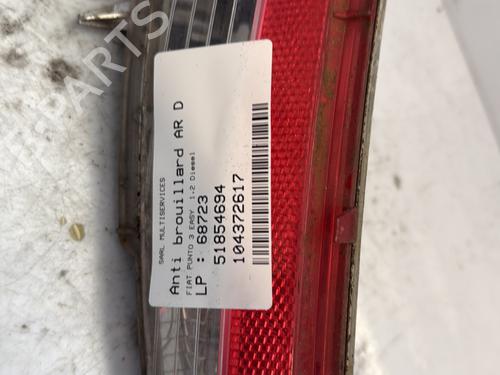 SARL MULTISERVICES
Anti brouillard AR D
FIAT PUNTO 3 EASY 1.2 Diesel
LP : 68723
51854694
104372617